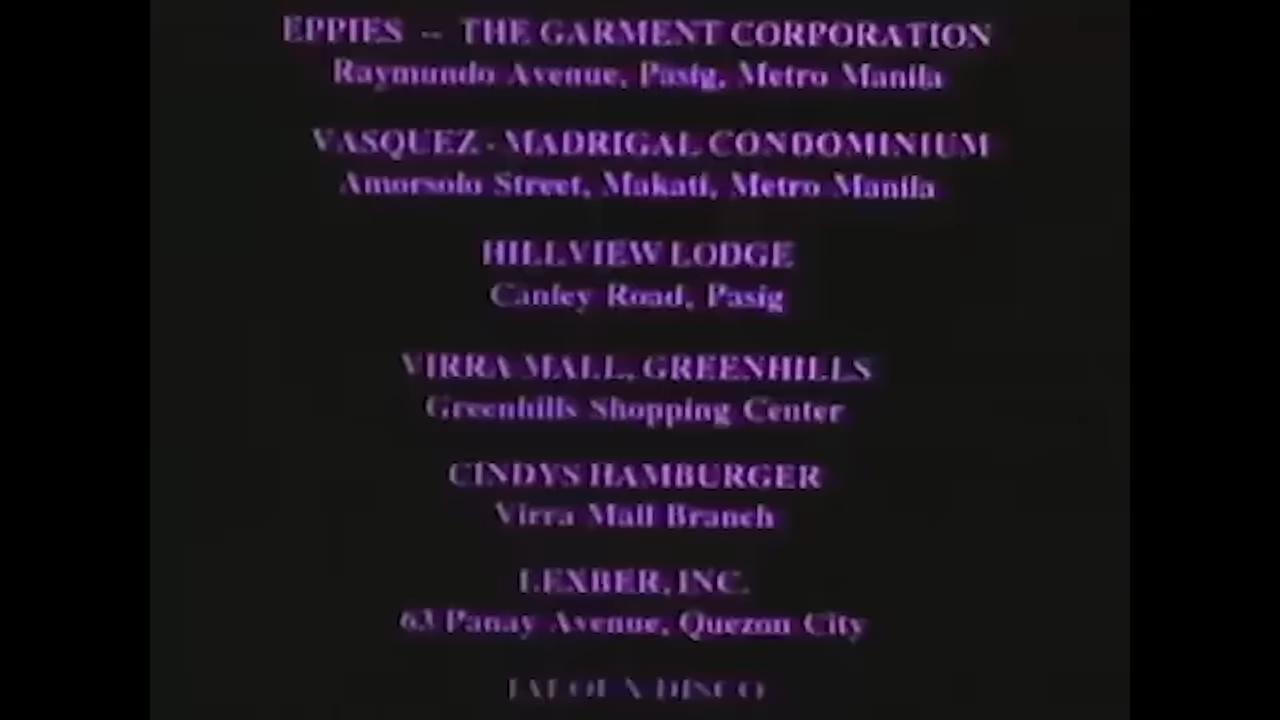 EPPIES -- THE GARMENT CORPORATION
Raymundo Avenue, Pasig, Metro Manila
VASQUEZ - MADRIGAL CONDOMINIUM
Amorsolo Street, Makati, Metro Manila
HILLVIEW LODGE
Canley Road, Pasig
VIRRA MALL, GREENHILLS
Greenhills Shopping Center
CINDYS HAMBURGER
Virra Mall Branch
LEXBER, INC.
63 Panay Avenue, Quezon City
DISCO